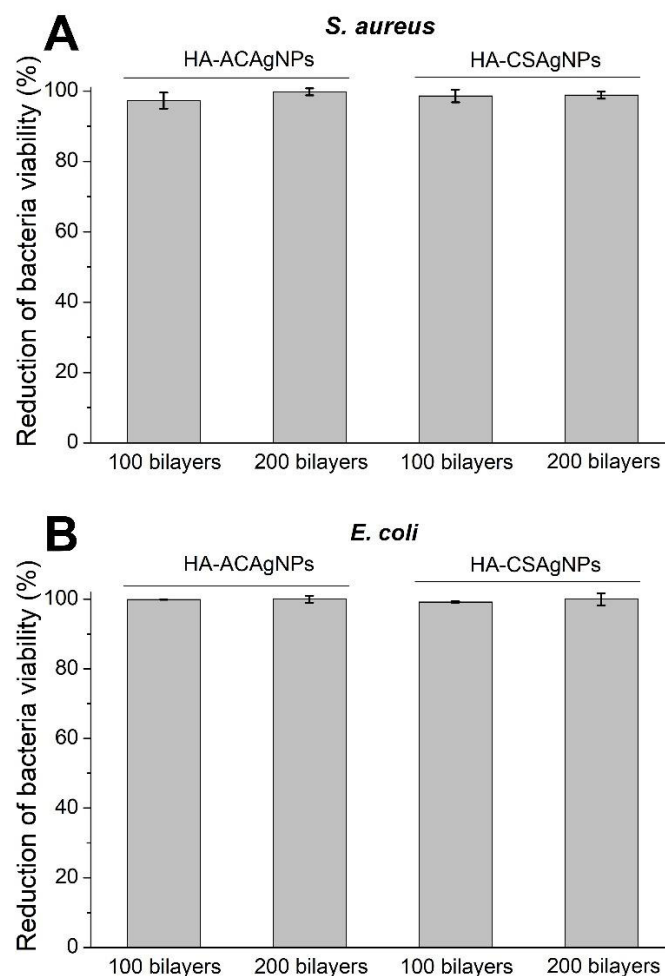 A
S. aureus
HA-ACAgNPs HA-CSAgNPs
Reduction of bacteria viability (%)
100
80
60
40
20
0
100 bilayers 200 bilayers 100 bilayers 200 bilayers
B
E. coli
HA-ACAgNPs HA-CSAgNPs
Reduction of bacteria viability (%)
100
80
60
40
20
0
100 bilayers 200 bilayers 100 bilayers 200 bilayers